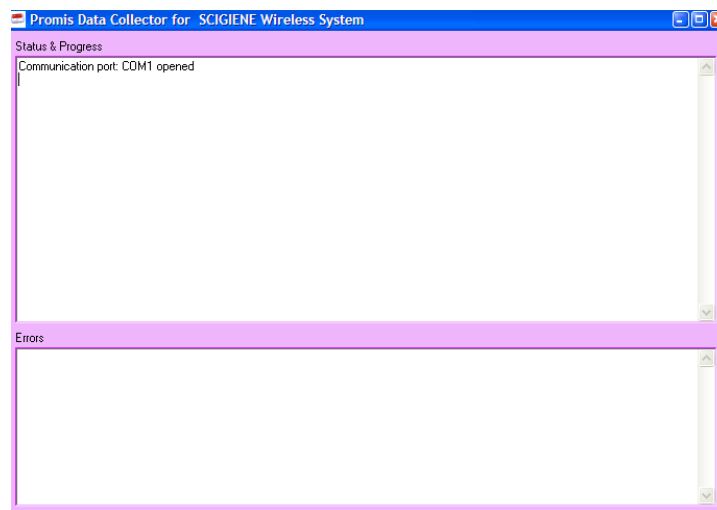 Promis Data Collector for SCIGIENE Wireless System
Status & Progress
Communication port: COM1 opened
Errors